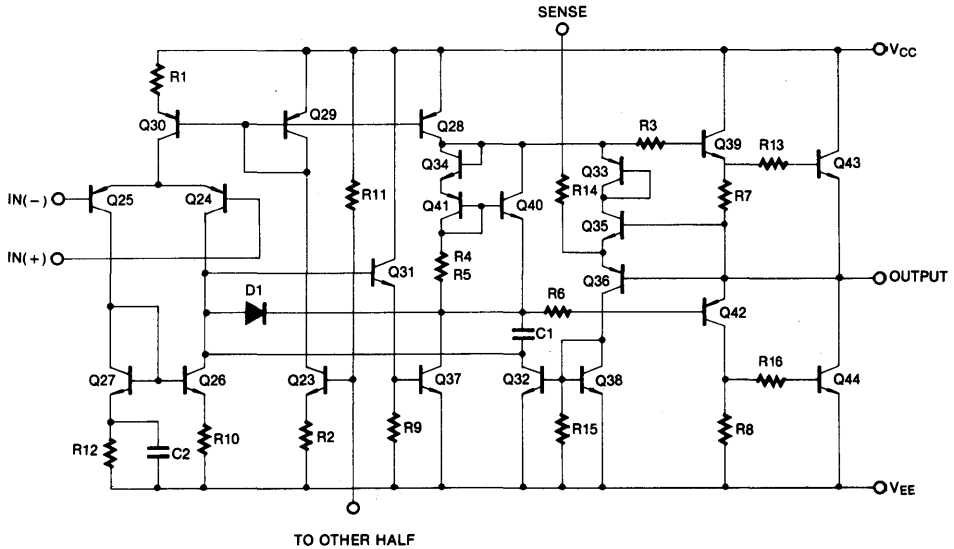 SENSE
VCC
R1
Q30
Q29
Q28
R3
Q39
R13
Q43
Q34
Q33
R14
R11
R7
IN(-)
Q25
Q24
Q41
Q40
Q35
IN(+)
Q31
R4
R5
Q36
OUTPUT
D1
R6
Q42
C1
Q27
Q26
Q23
Q37
Q32
Q38
R16
Q44
R12
C2
R10
R2
R9
R15
R8
VEE
TO OTHER HALF